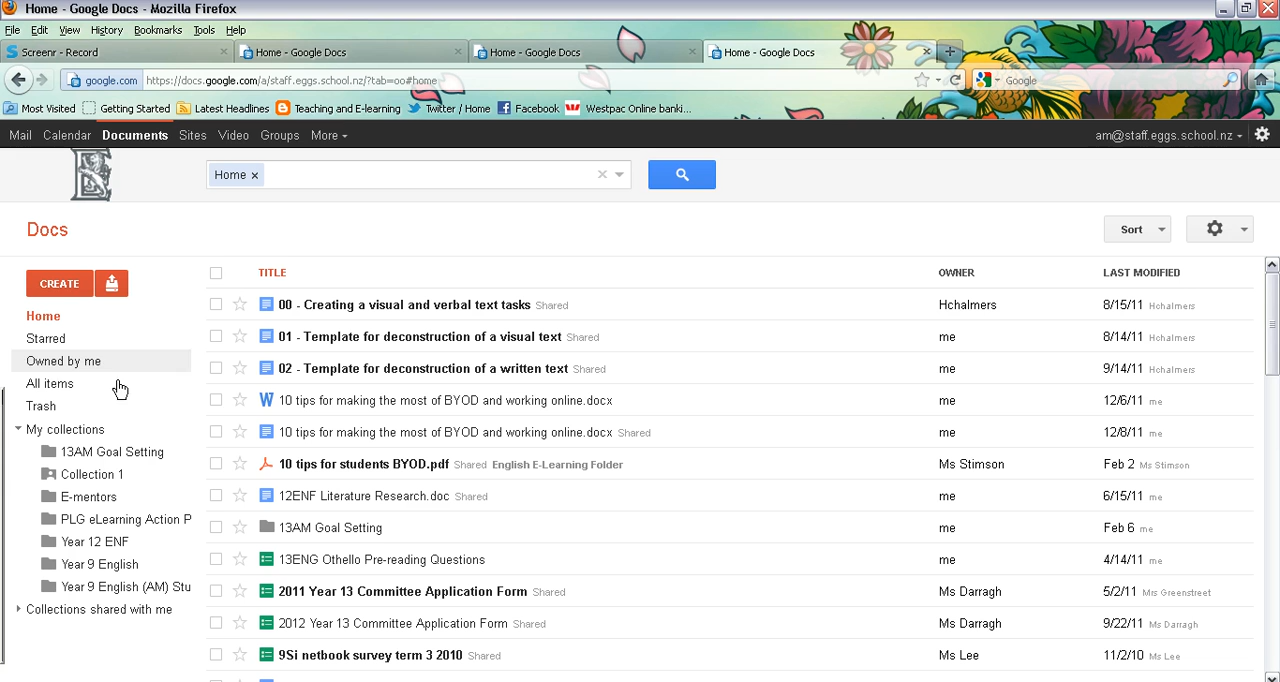 Home - Google Docs - Mozilla Firefox
File Edit View History Bookmarks Tools Help
Screenr - Record Home - Google Docs Home - Google Docs Home - Google Docs
google.com https://docs.google.com/a/staff.eggs.school.nz/?tab=oo#home Google
Most Visited Getting Started Latest Headlines Teaching and E-learning Twitter / Home Facebook Westpac Online banki...
Mail Calendar Documents Sites Video Groups More am@staff.eggs.school.nz
Home
Docs Sort
CREATE
Home
Starred
Owned by me
All items
Trash
My collections
13AM Goal Setting
Collection 1
E-mentors
PLG eLearning Action P
Year 12 ENF
Year 9 English
Year 9 English (AM) Stu
Collections shared with me
TITLE OWNER LAST MODIFIED
00 - Creating a visual and verbal text tasks Shared Hchalmers 8/15/11 Hchalmers
01 - Template for deconstruction of a visual text Shared me 8/14/11 Hchalmers
02 - Template for deconstruction of a written text Shared me 9/14/11 Hchalmers
10 tips for making the most of BYOD and working online.docx me 12/6/11 me
10 tips for making the most of BYOD and working online.docx Shared me 12/8/11 me
10 tips for students BYOD.pdf Shared English E-Learning Folder Ms Stimson Feb 2 Ms Stimson
12ENF Literature Research.doc Shared me 6/15/11 me
13AM Goal Setting me Feb 6 me
13ENG Othello Pre-reading Questions me 4/14/11 me
2011 Year 13 Committee Application Form Shared Ms Darragh 5/2/11 Mrs Greenstreet
2012 Year 13 Committee Application Form Shared Ms Darragh 9/22/11 Ms Darragh
9Si netbook survey term 3 2010 Shared Ms Lee 11/2/10 Ms Lee